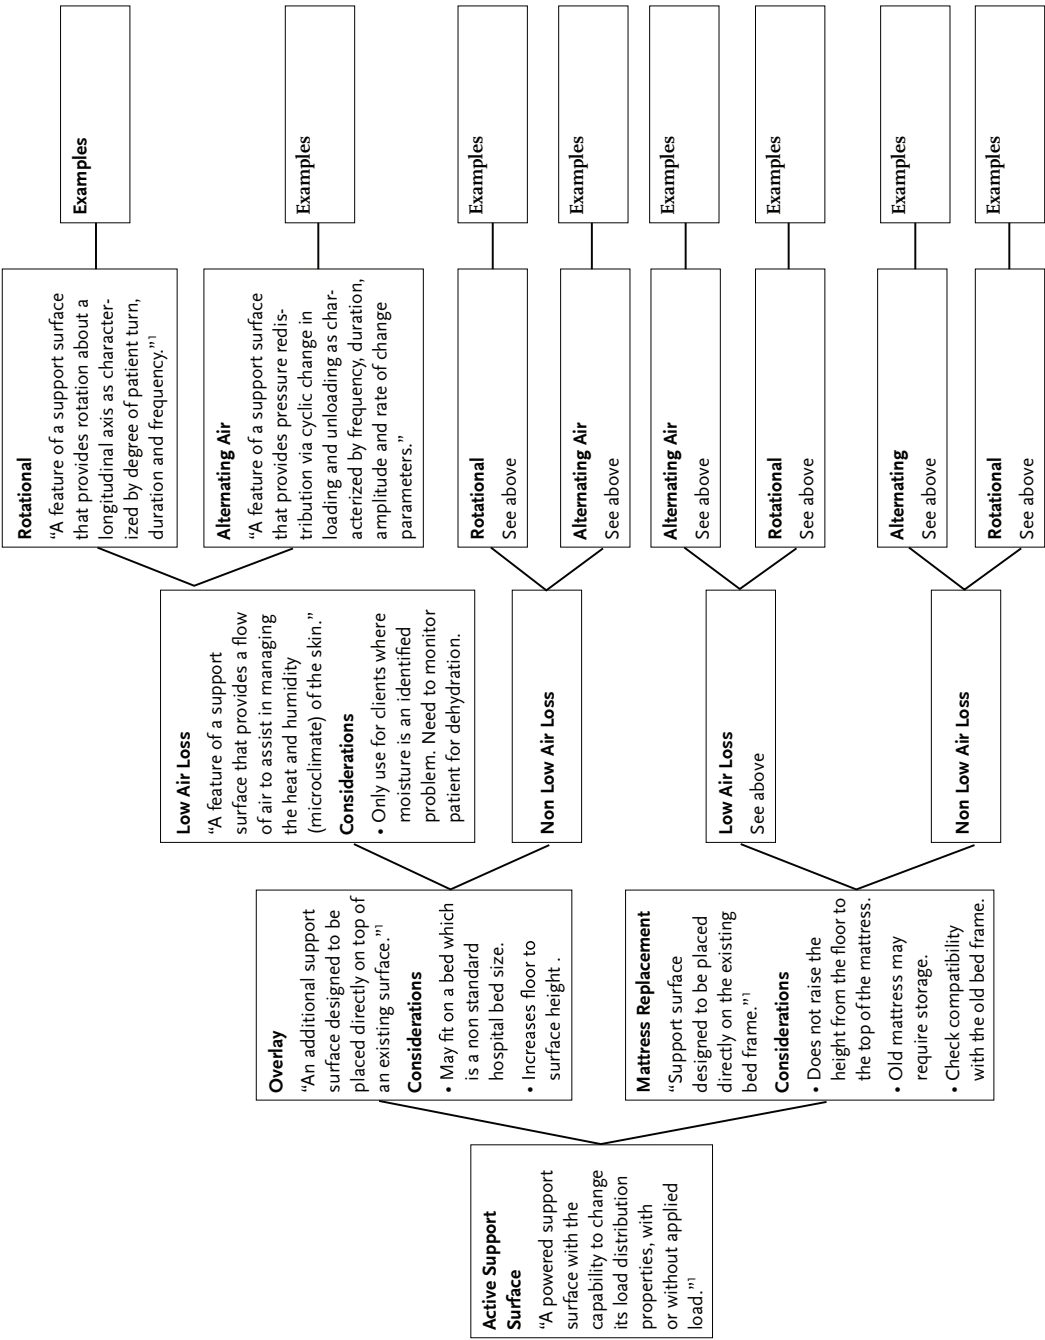 Active Support
Surface
“A powered support
surface with the
capability to change
its load distribution
properties, with
or without applied
load.”1
Overlay
“An additional support
surface designed to be
placed directly on top of
an existing surface.”1
Considerations
• May fit on a bed which
is a non standard
hospital bed size.
• Increases floor to
surface height .
Mattress Replacement
“Support surface
designed to be placed
directly on the existing
bed frame.”1
Considerations
• Does not raise the
height from the floor to
the top of the mattress.
• Old mattress may
require storage.
• Check compatibility
with the old bed frame.
Low Air Loss
“A feature of a support
surface that provides a flow
of air to assist in managing
the heat and humidity
(microclimate) of the skin.”
Considerations
• Only use for clients where
moisture is an identified
problem. Need to monitor
patient for dehydration.
Non Low Air Loss
Low Air Loss
See above
Non Low Air Loss
Rotational
“A feature of a support surface
that provides rotation about a
longitudinal axis as character-
ized by degree of patient turn,
duration and frequency.”1
Alternating Air
“A feature of a support surface
that provides pressure redis-
tribution via cyclic change in
loading and unloading as char-
acterized by frequency, duration,
amplitude and rate of change
parameters.”
Rotational
See above
Alternating Air
See above
Alternating Air
See above
Rotational
See above
Alternating
See above
Rotational
See above
Examples
Examples
Examples
Examples
Examples
Examples
Examples
Examples